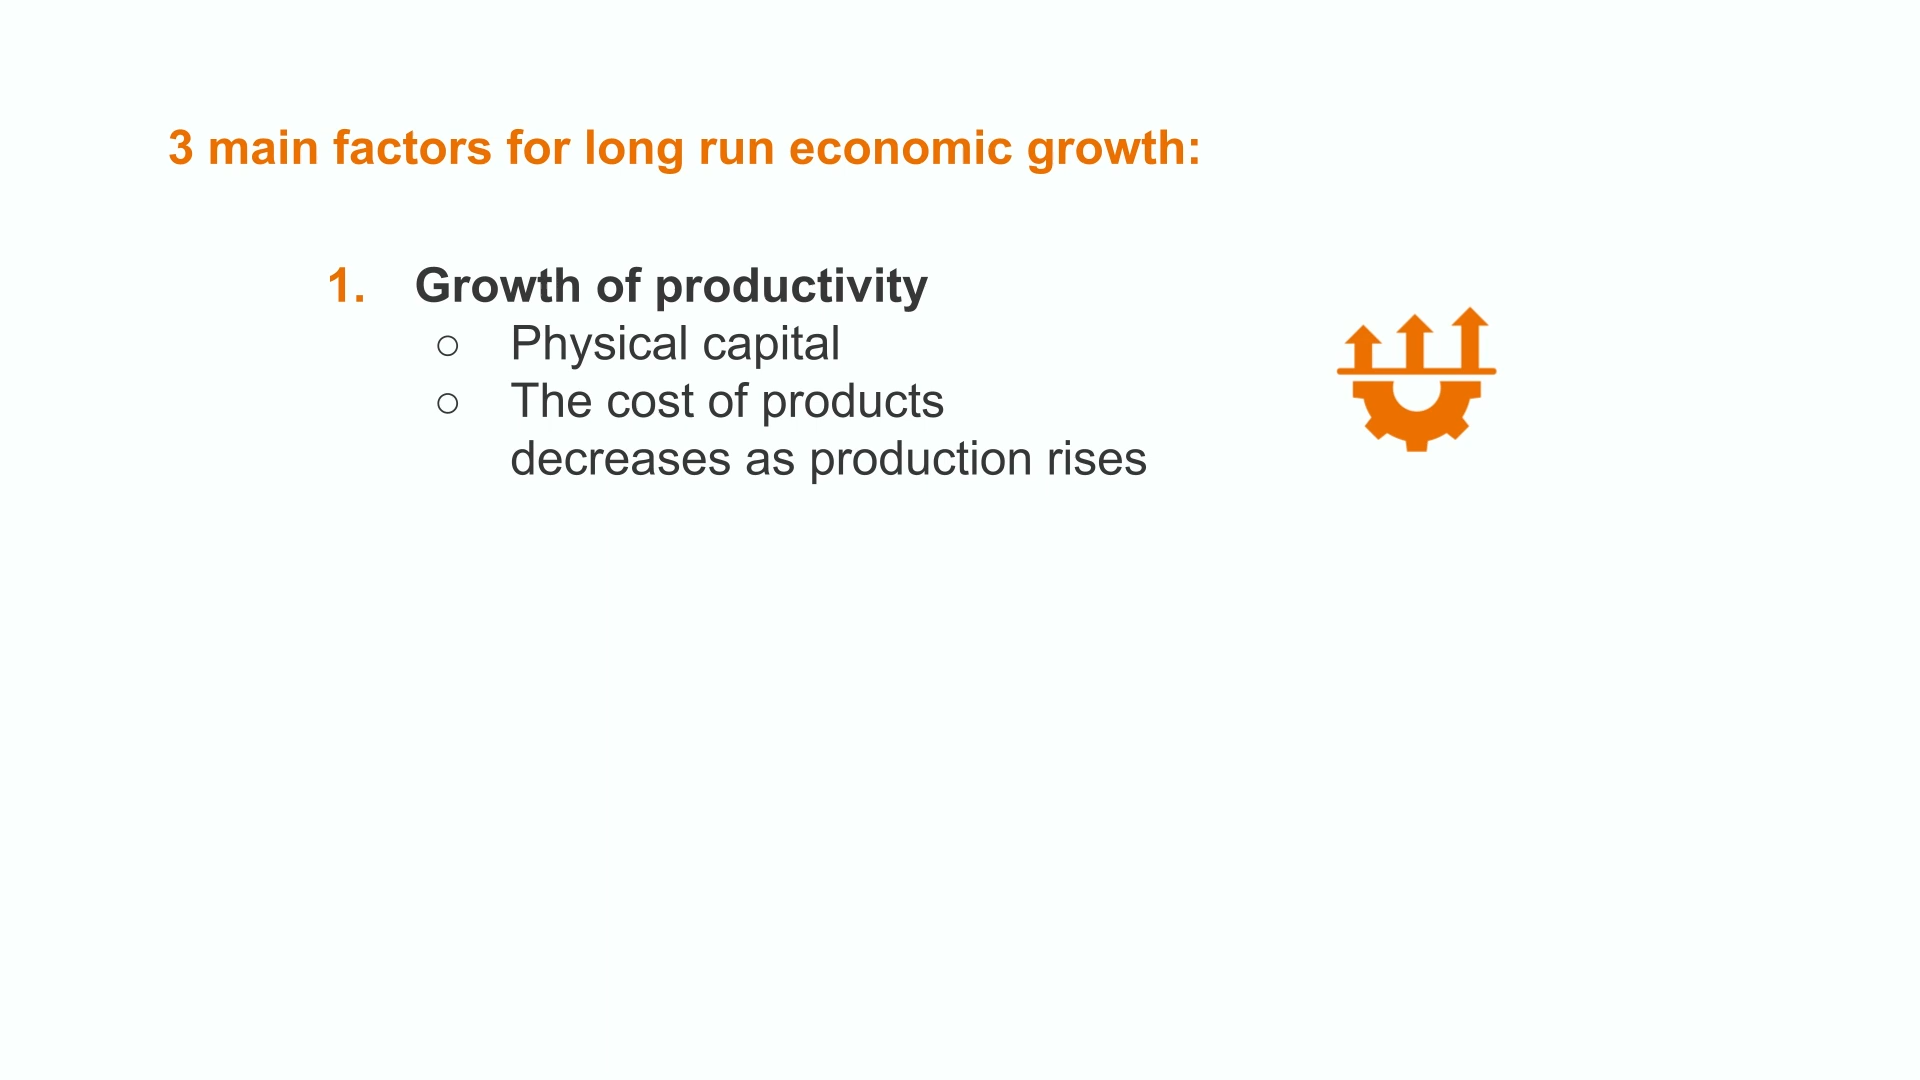 3 main factors for long run economic growth:
1. Growth of productivity
○ Physical capital
○ The cost of products
decreases as production rises